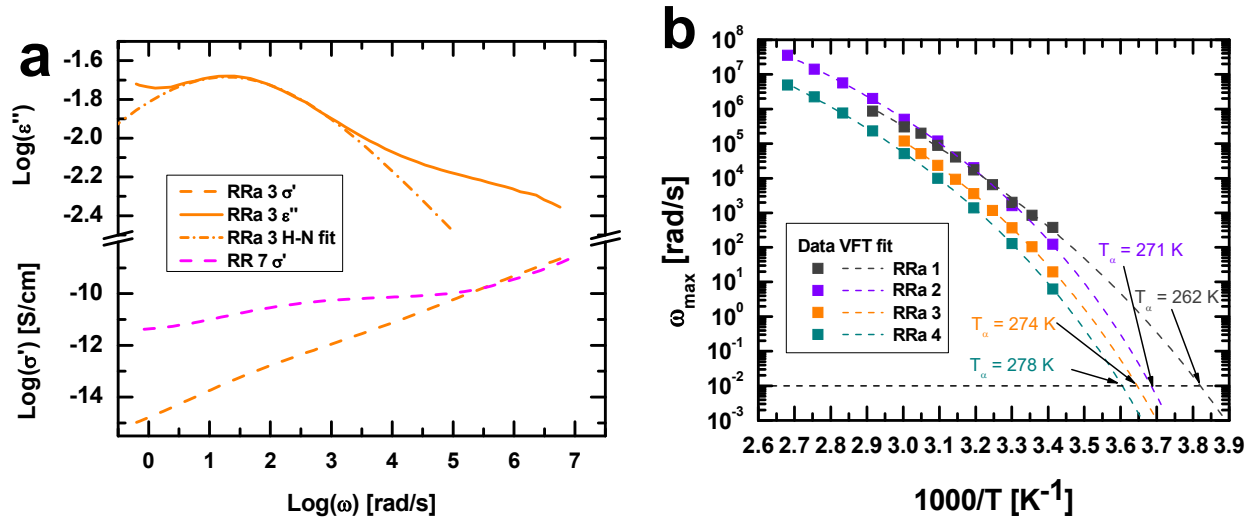 a
-1.6
-1.8
-2.0
-2.2
-2.4
-10
-12
-14
Log(ε'')
Log(σ') [S/cm]
RRa 3 σ'
RRa 3 ε''
RRa 3 H-N fit
RR 7 σ'
0 1 2 3 4 5 6 7
Log(ω) [rad/s]
b
10^8
10^7
10^6
10^5
10^4
10^3
10^2
10^1
10^0
10^-1
10^-2
10^-3
ω_max [rad/s]
Data VFT fit
RRa 1
RRa 2
RRa 3
RRa 4
T_α = 271 K
T_α = 262 K
T_α = 274 K
T_α = 278 K
2.6 2.7 2.8 2.9 3.0 3.1 3.2 3.3 3.4 3.5 3.6 3.7 3.8 3.9
1000/T [K^-1]